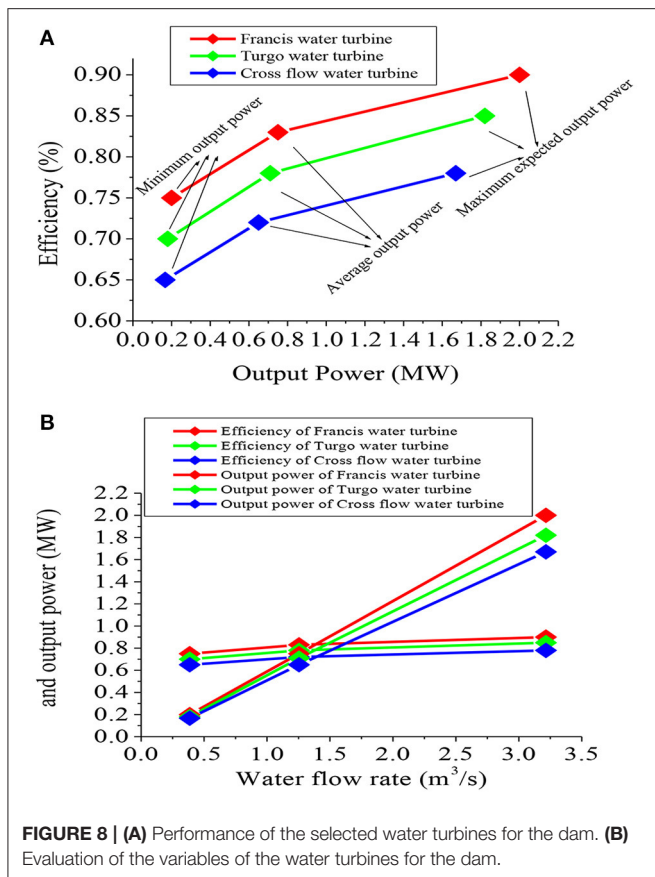 A
Francis water turbine
Turgo water turbine
Cross flow water turbine
Efficiency (%)
0.90
0.85
0.80
0.75
0.70
0.65
0.60
Minimum output power
Average output power
Maximum expected output power
0.0 0.2 0.4 0.6 0.8 1.0 1.2 1.4 1.6 1.8 2.0 2.2
Output Power (MW)
B
Efficiency of Francis water turbine
Efficiency of Turgo water turbine
Efficiency of Cross flow water turbine
Output power of Francis water turbine
Output power of Turgo water turbine
Output power of Cross flow water turbine
and output power (MW)
2.2
2.0
1.8
1.6
1.4
1.2
1.0
0.8
0.6
0.4
0.2
0.0
0.0 0.5 1.0 1.5 2.0 2.5 3.0 3.5
Water flow rate (m³/s)
FIGURE 8 | (A) Performance of the selected water turbines for the dam. (B)
Evaluation of the variables of the water turbines for the dam.